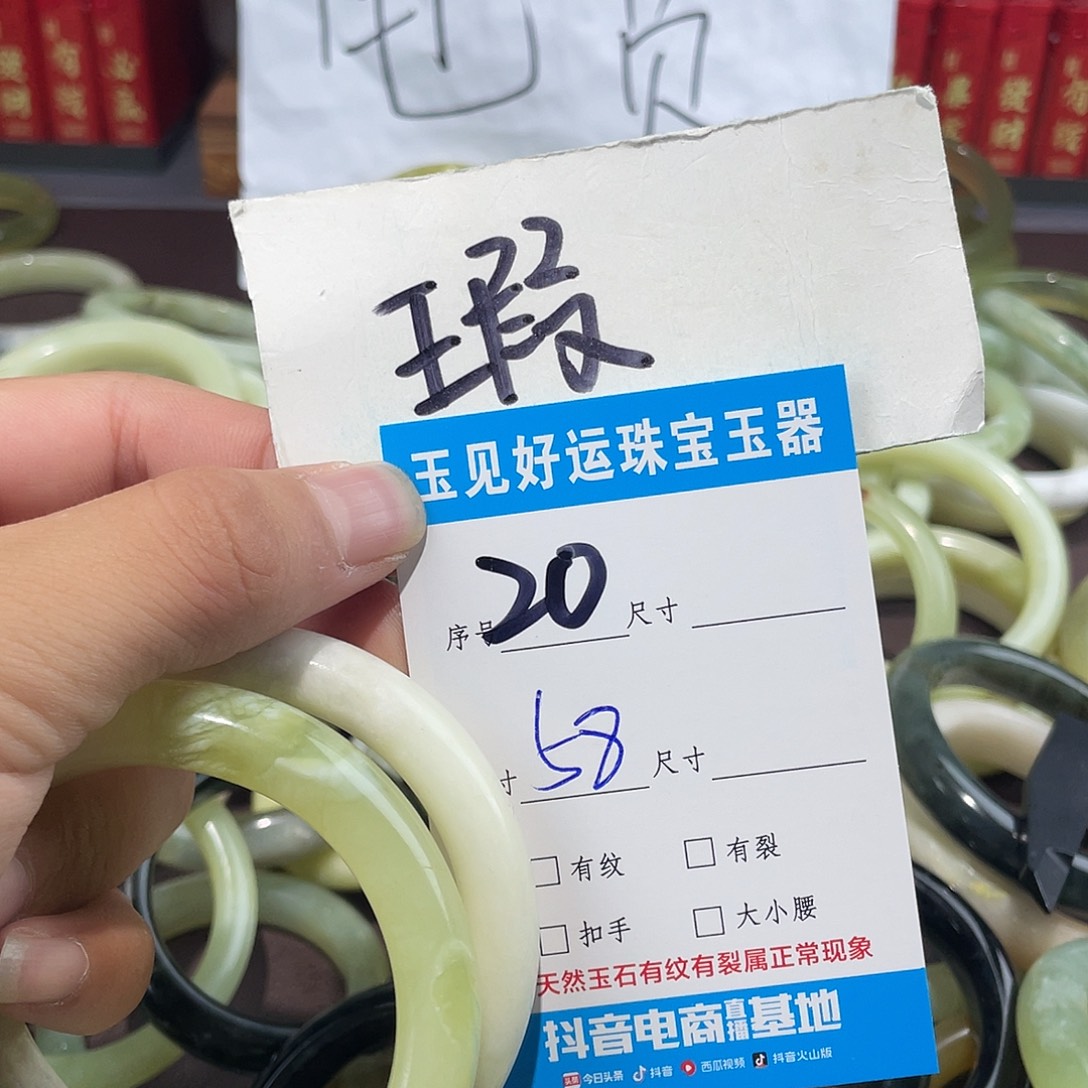 瑕
玉见好运珠宝玉器
序号 20 尺寸
寸 58 尺寸
有纹 有裂
扣手 大小腰
天然玉石有纹有裂属正常现象
抖音电商直播基地
头条 今日头条 抖音 西瓜视频 抖音火山版